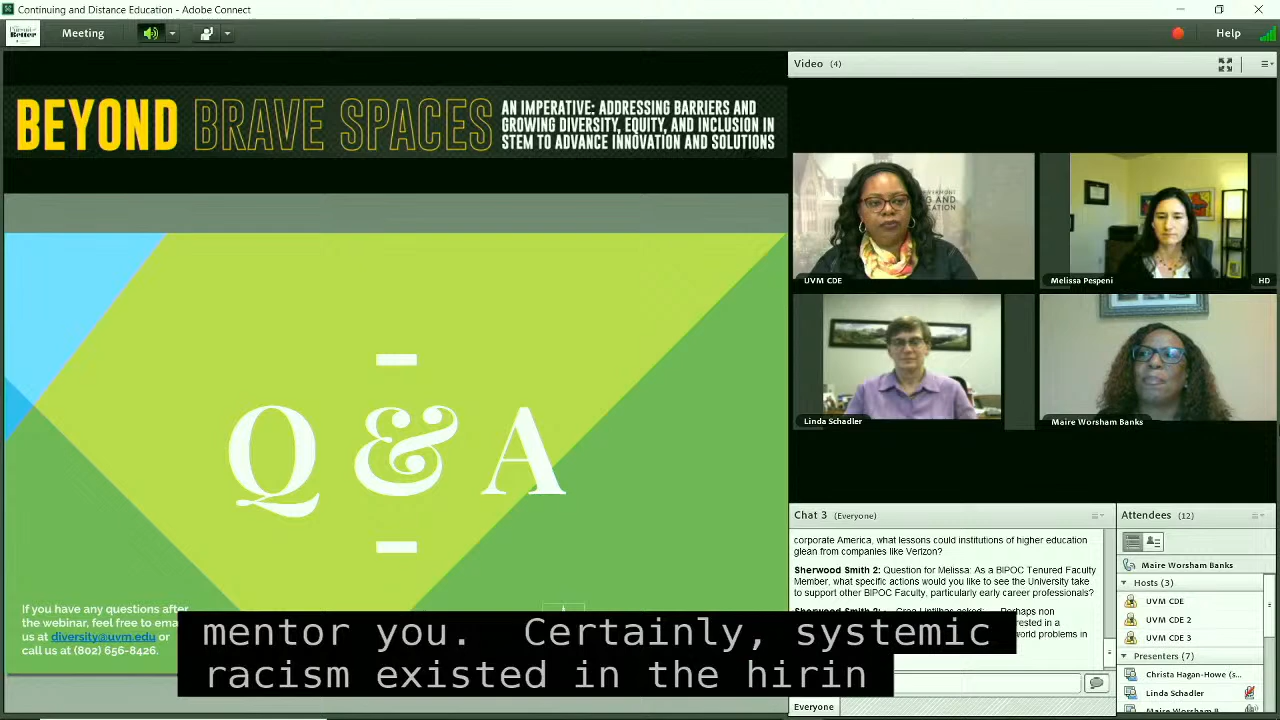 Continuing and Distance Education - Adobe Connect
Meeting
Help
BEYOND BRAVE SPACES
AN IMPERATIVE: ADDRESSING BARRIERS AND
GROWING DIVERSITY, EQUITY, AND INCLUSION IN
STEM TO ADVANCE INNOVATION AND SOLUTIONS
Q & A
If you have any questions after
the webinar, feel free to ema
us at diversity@uvm.edu or
call us at (802) 656-8426.
mentor you. Certainly, systemic
racism existed in the hirin
Video (4)
UVM CDE
Melissa Pespeni
HD
Linda Schadler
Maire Worsham Banks
Chat 3 (Everyone)
corporate America, what lessons could institutions of higher education
glean from companies like Verizon?
Sherwood Smith 2: Question for Melissa: As a BIPOC Tenured Faculty
Member, what specific actions would you like to see the University take
to support other BIPOC Faculty, particularly early career professionals?
Everyone
Attendees (12)
Maire Worsham Banks
Hosts (3)
UVM CDE
UVM CDE 2
UVM CDE 3
Presenters (7)
Christa Hagan-Howe (s...
Linda Schadler